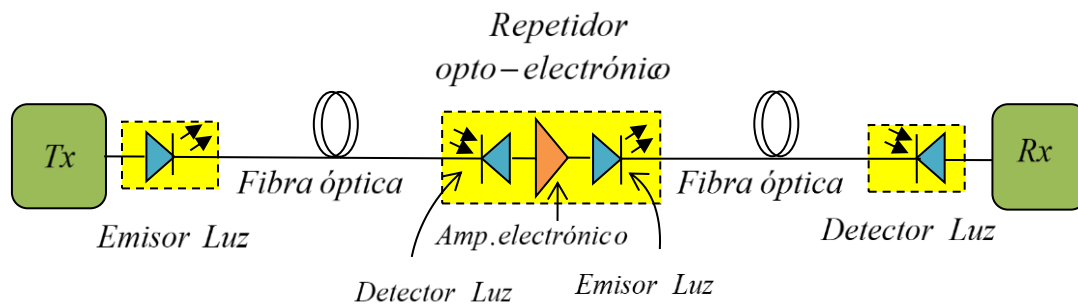 Repetidor
opto-electrónico
Tx
Rx
Fibra óptica
Fibra óptica
Emisor Luz
Amp.electrónico
Detector Luz
Detector Luz
Emisor Luz